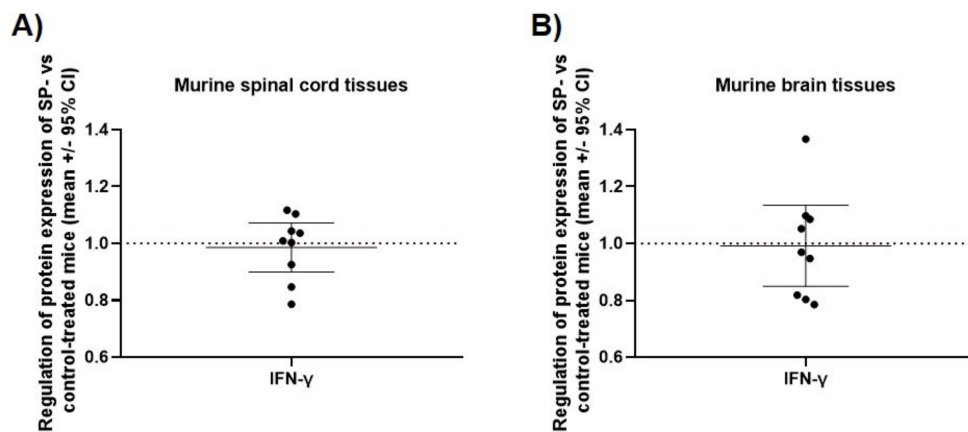 A)
Regulation of protein expression of SP- vs
control-treated mice (mean +/- 95% CI)
Murine spinal cord tissues
1.4
1.2
1.0
0.8
0.6
IFN-γ
B)
Regulation of protein expression of SP- vs
control-treated mice (mean +/- 95% CI)
Murine brain tissues
1.4
1.2
1.0
0.8
0.6
IFN-γ